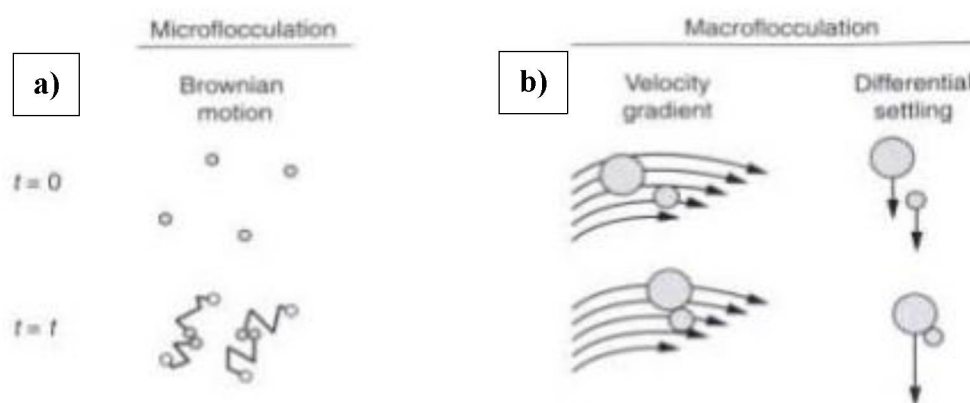 Microflocculation
Macroflocculation
a)
Brownian
motion
b)
Velocity
gradient
Differential
settling
t = 0
t = t